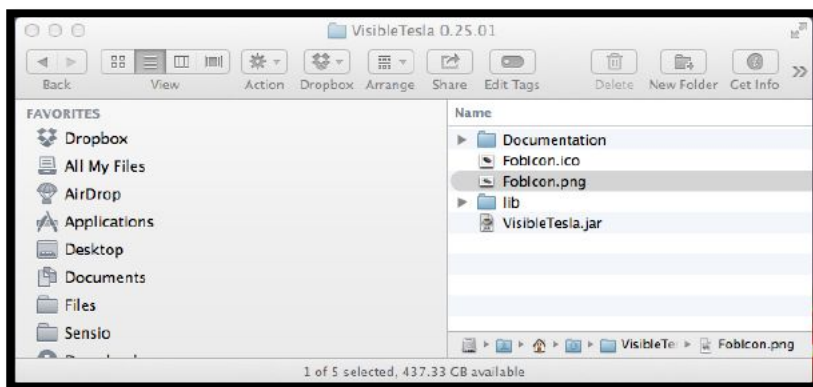 VisibleTesla 0.25.01
Back View Action Dropbox Arrange Share Edit Tags Delete New Folder Get Info
FAVORITES
Dropbox
All My Files
AirDrop
Applications
Desktop
Documents
Files
Sensio
Name
Documentation
FobIcon.ico
FobIcon.png
lib
VisibleTesla.jar
VisibleTe FobIcon.png
1 of 5 selected, 437.33 GB available